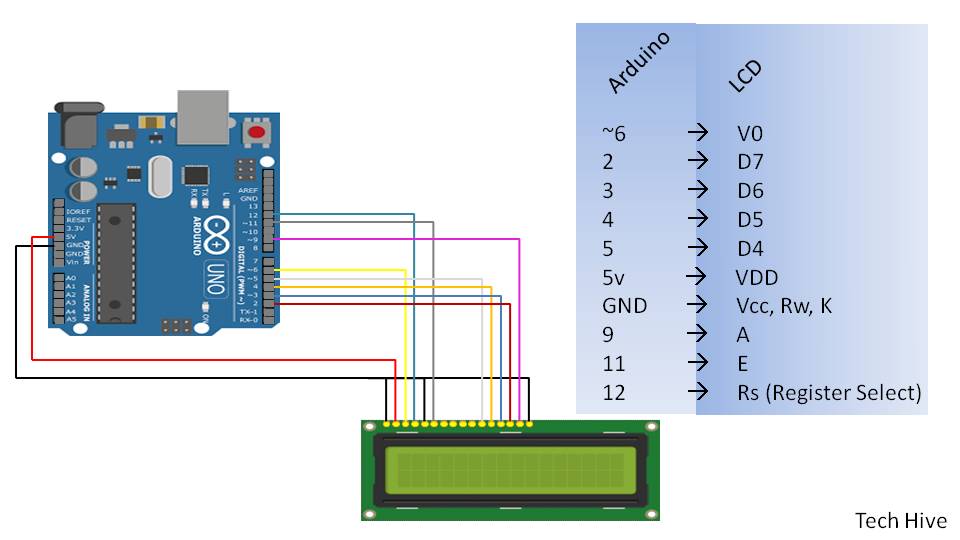 Arduino LCD
~6 → V0
2 → D7
3 → D6
4 → D5
5 → D4
5v → VDD
GND → Vcc, Rw, K
9 → A
11 → E
12 → Rs (Register Select)
AREF
GND
13
12
~11
~10
~9
8
7
~6
~5
4
~3
2
TX-1
RX-0
DIGITAL (PWM ~)
IOREF
RESET
3.3V
5V
GND
GND
Vin
POWER
A0
A1
A2
A3
A4
A5
ANALOG IN
RX
TX
L
ARDUINO
UNO
ON
Tech Hive